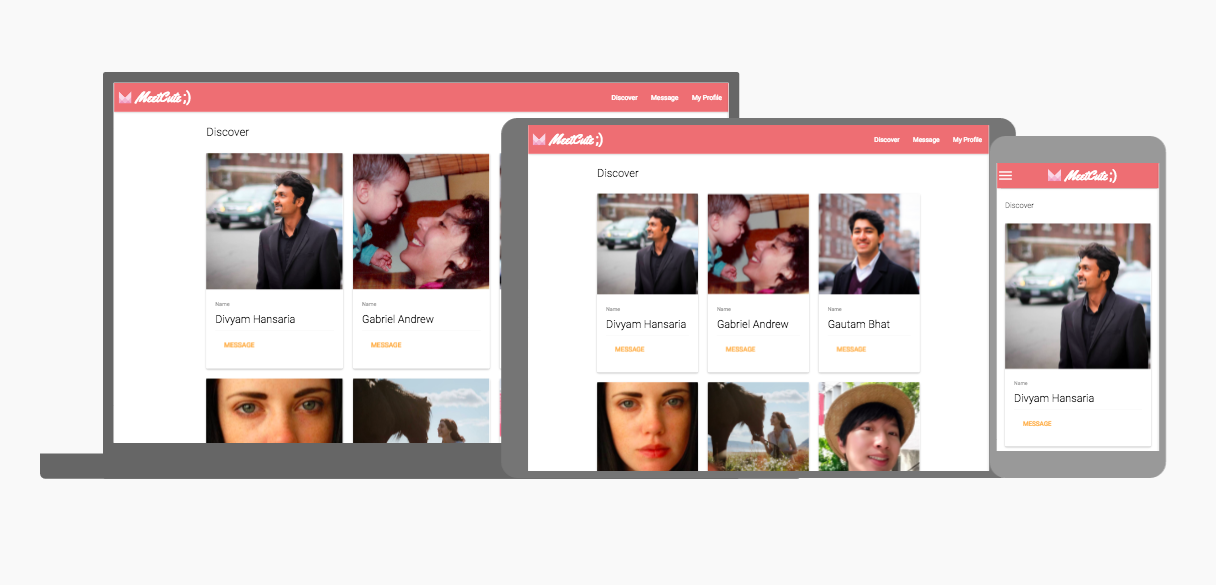 MeetCute ;)
Discover Message My Profile
Discover
Name
Divyam Hansaria
MESSAGE
Name
Gabriel Andrew
MESSAGE
MeetCute ;)
Discover Message My Profile
Discover
Name
Divyam Hansaria
MESSAGE
Name
Gabriel Andrew
MESSAGE
Name
Gautam Bhat
MESSAGE
MeetCute ;)
Discover
Name
Divyam Hansaria
MESSAGE